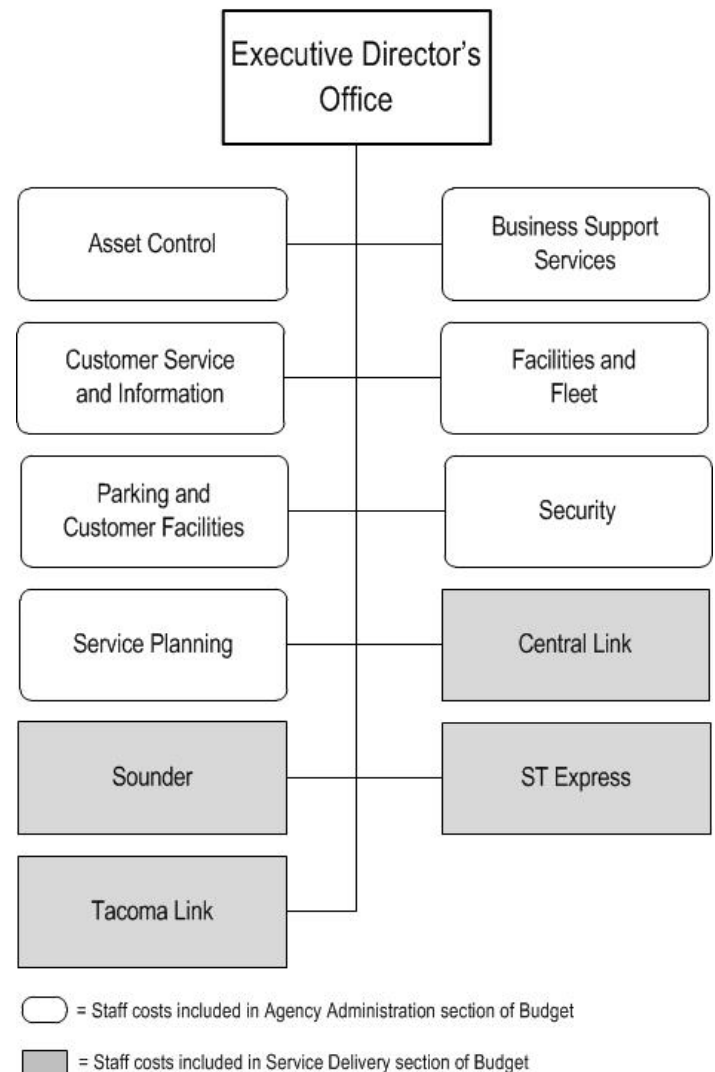 Executive Director's
Office
Asset Control
Business Support
Services
Customer Service
and Information
Facilities and
Fleet
Parking and
Customer Facilities
Security
Service Planning
Central Link
Sounder
ST Express
Tacoma Link
= Staff costs included in Agency Administration section of Budget
= Staff costs included in Service Delivery section of Budget